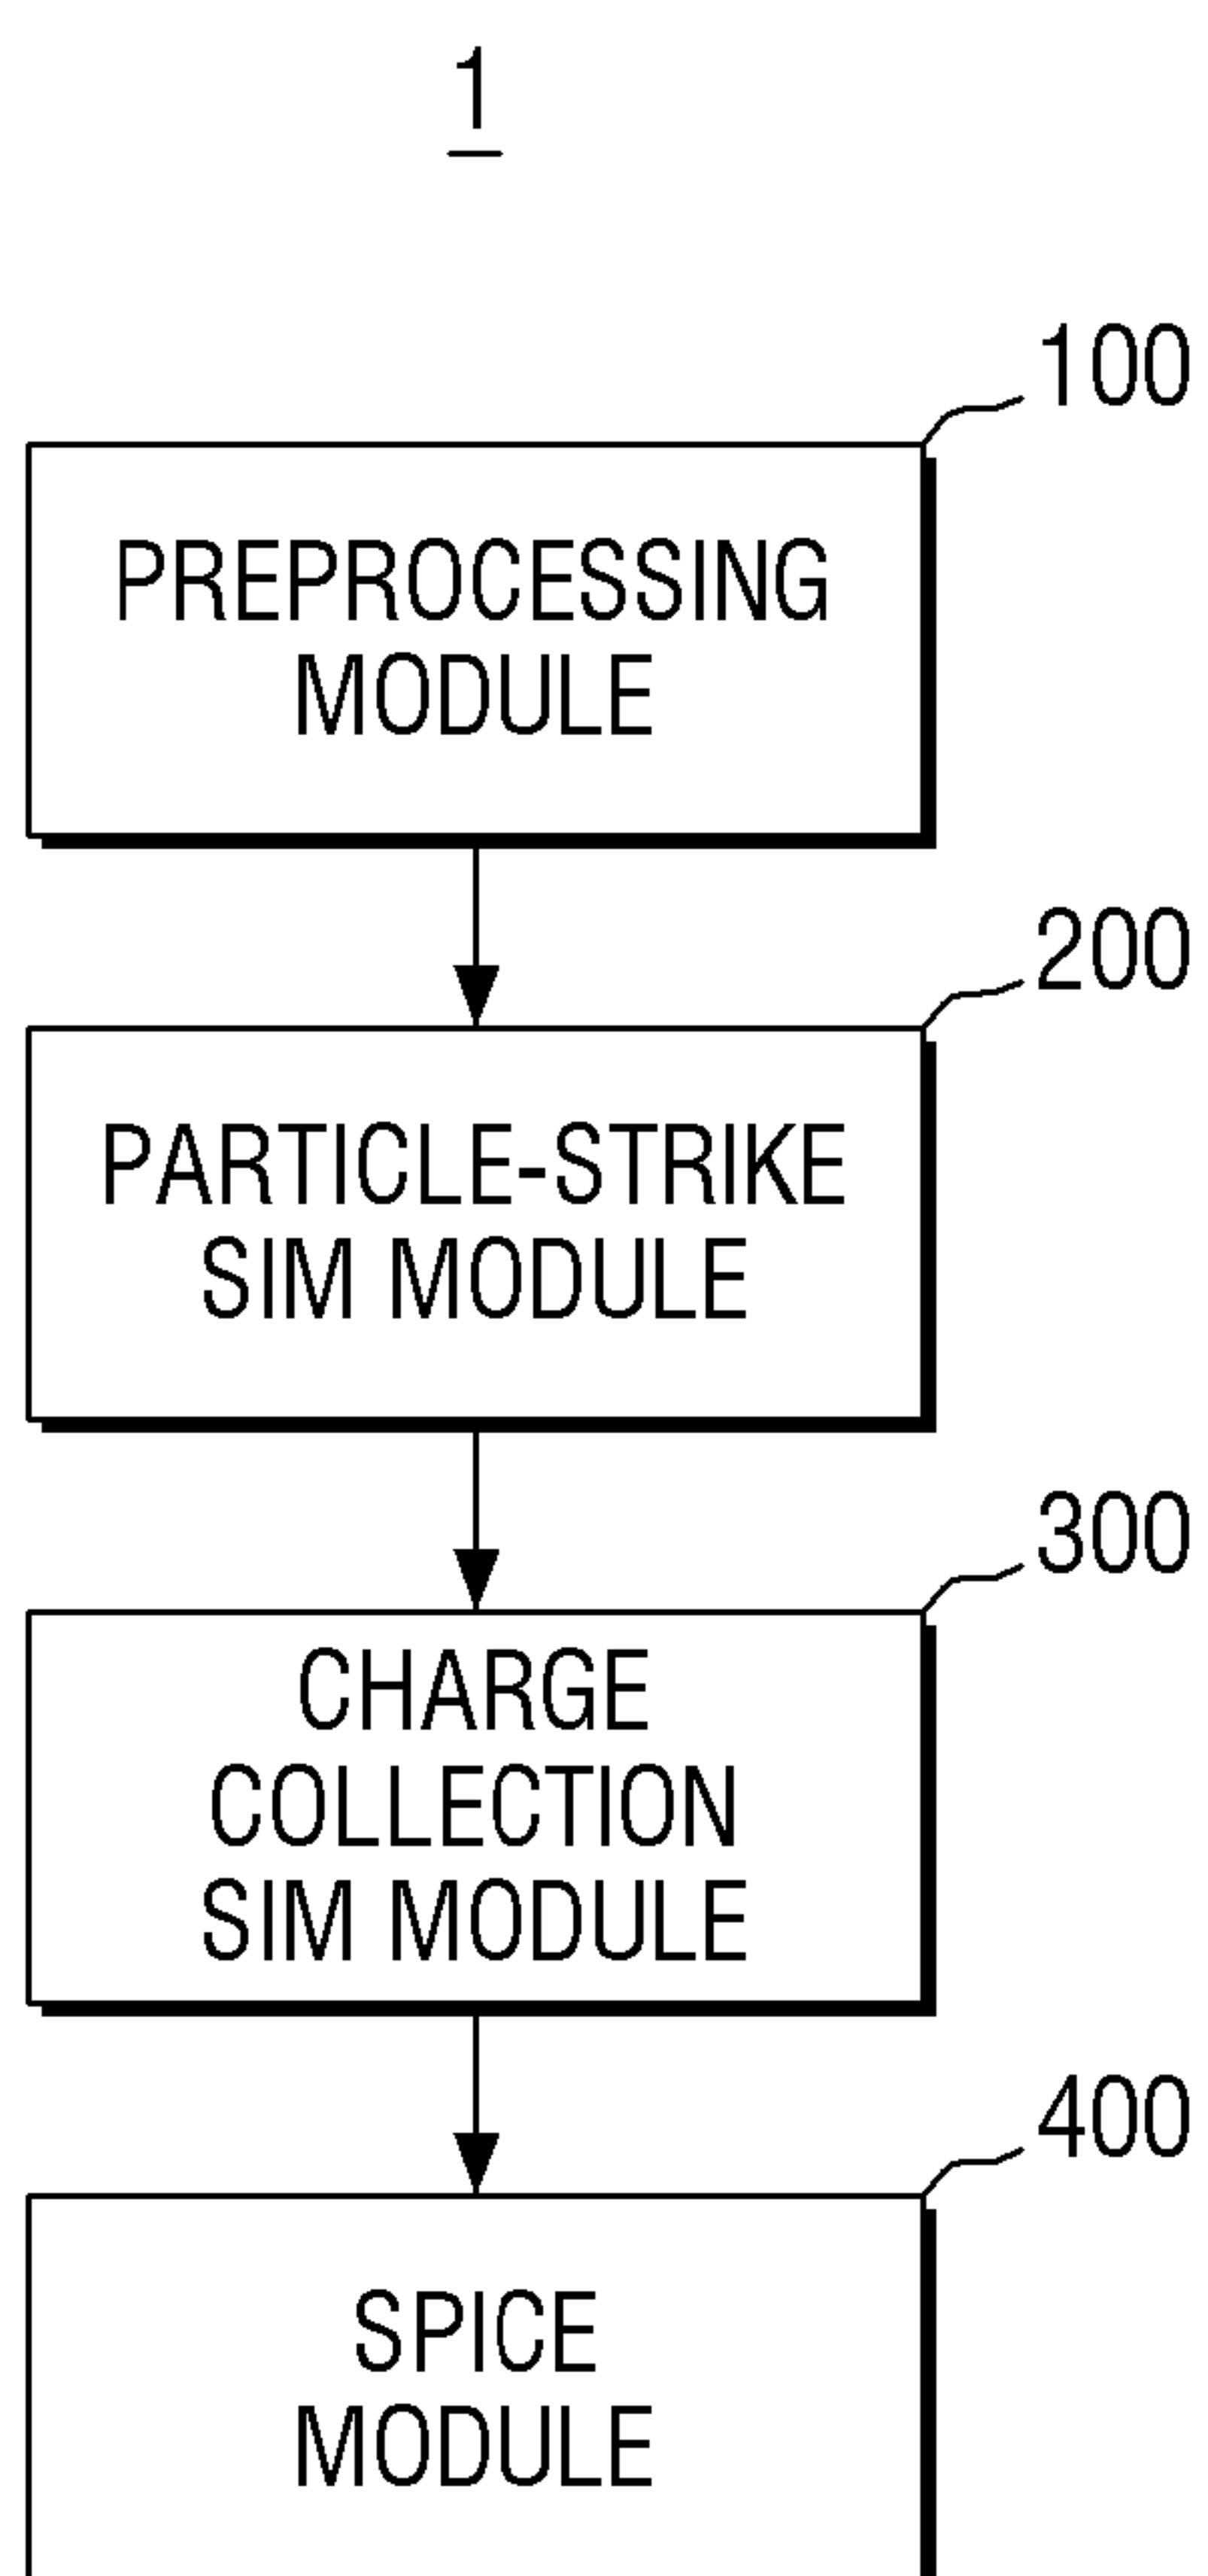 1
100
PREPROCESSING
MODULE
200
PARTICLE-STRIKE
SIM MODULE
300
CHARGE
COLLECTION
SIM MODULE
400
SPICE
MODULE